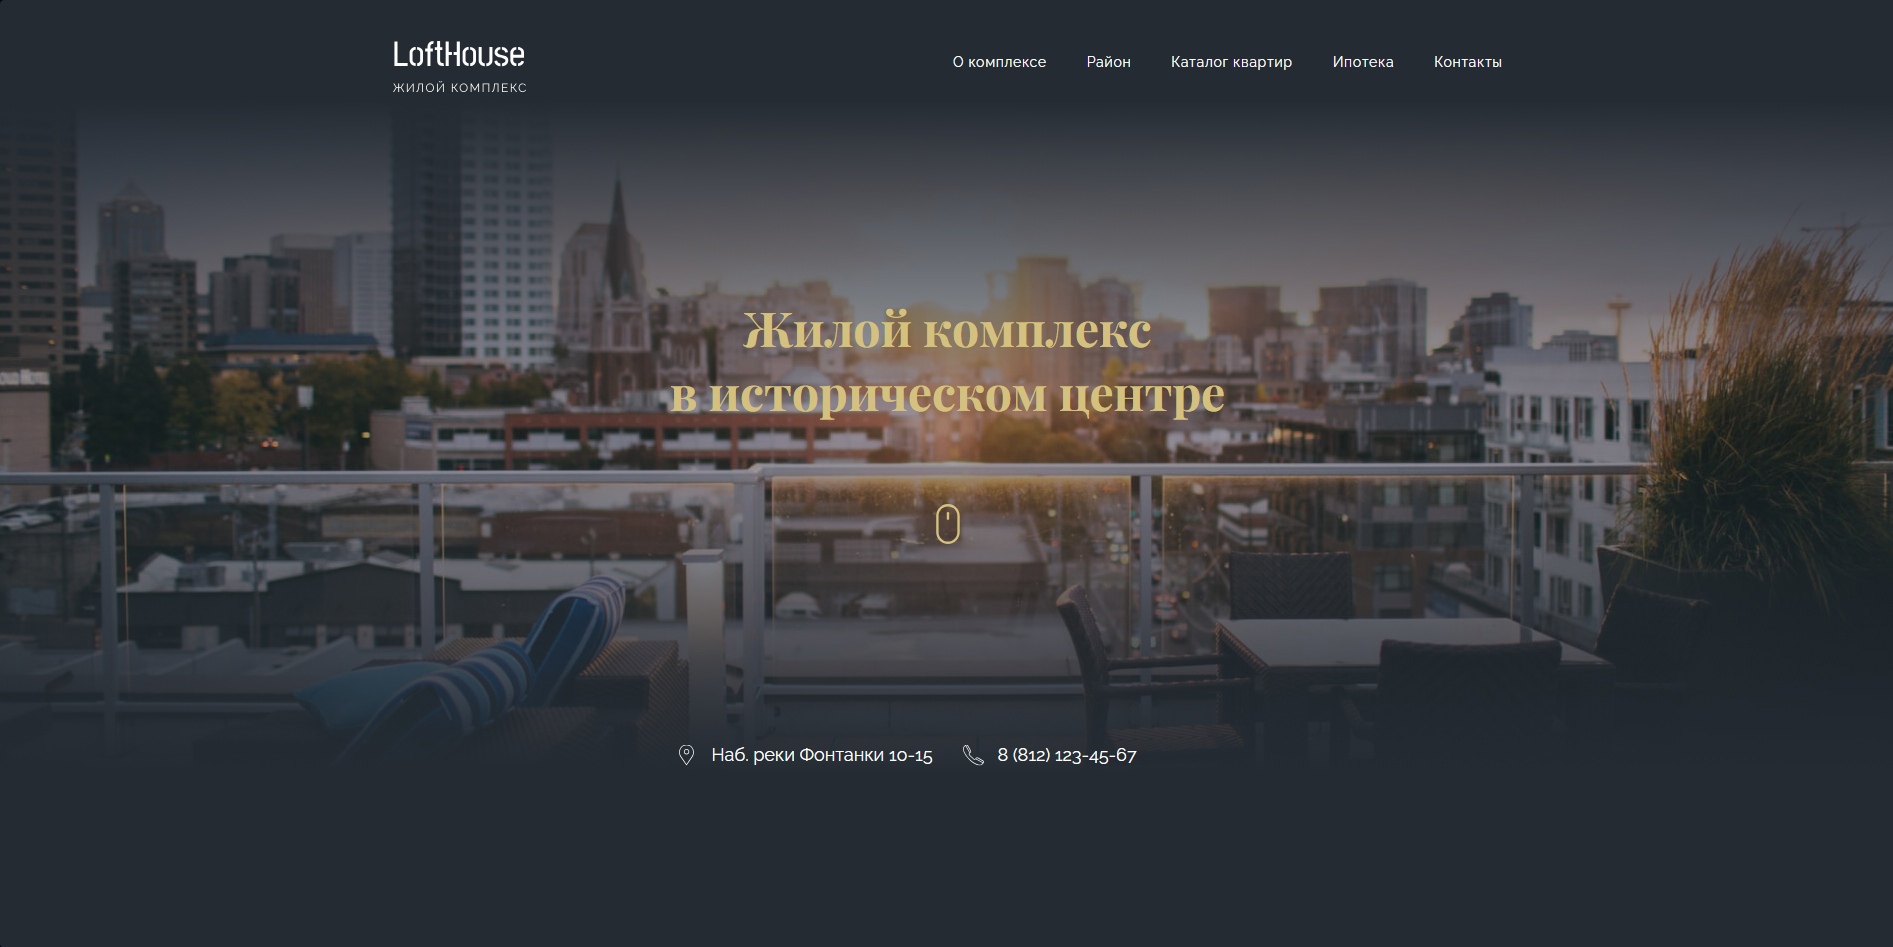 LoftHouse
ЖИЛОЙ КОМПЛЕКС
О комплексе Район Каталог квартир Ипотека Контакты
Жилой комплекс
в историческом центре
Наб. реки Фонтанки 10-15 8 (812) 123-45-67